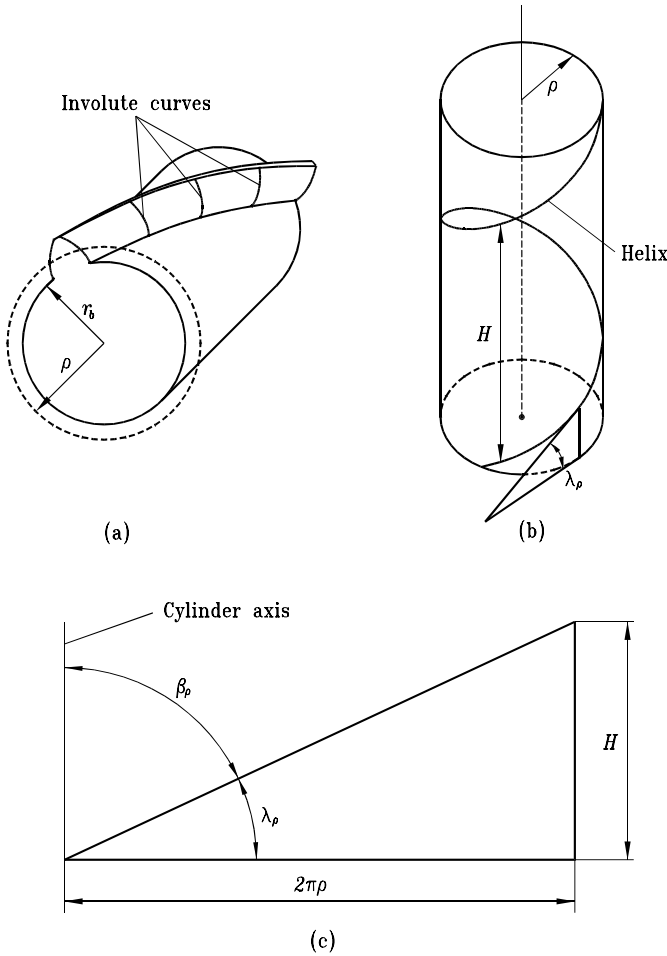 Involute curves
r_b
ρ
(a)
ρ
Helix
H
λ_ρ
(b)
Cylinder axis
β_ρ
λ_ρ
H
2πρ
(c)